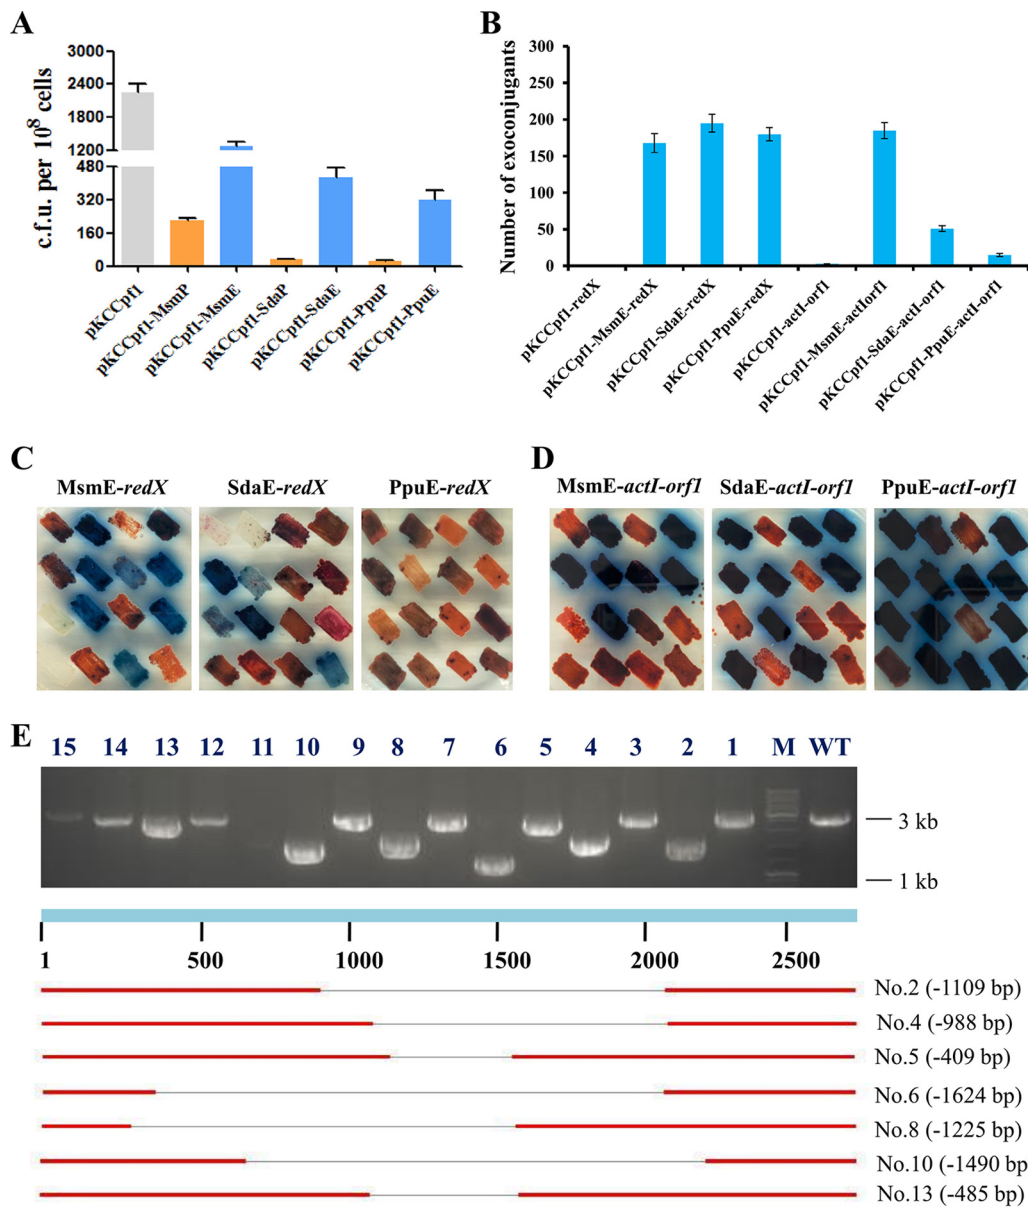 A
c.f.u. per 10⁸ cells
3000
2400
1800
1200
480
320
160
0
pKCCpf1
pKCCpf1-MsmP
pKCCpf1-MsmE
pKCCpf1-SdaP
pKCCpf1-SdaE
pKCCpf1-PpuP
pKCCpf1-PpuE
B
Number of exoconjugants
300
250
200
150
100
50
0
pKCCpf1-redX
pKCCpf1-MsmE-redX
pKCCpf1-SdaE-redX
pKCCpf1-PpuE-redX
pKCCpf1-actI-orf1
pKCCpf1-MsmE-actIorf1
pKCCpf1-SdaE-actI-orf1
pKCCpf1-PpuE-actI-orf1
C
MsmE-redX SdaE-redX PpuE-redX
D
MsmE-actI-orf1 SdaE-actI-orf1 PpuE-actI-orf1
E
15 14 13 12 11 10 9 8 7 6 5 4 3 2 1 M WT
3 kb
1 kb
1 500 1000 1500 2000 2500
No.2 (-1109 bp)
No.4 (-988 bp)
No.5 (-409 bp)
No.6 (-1624 bp)
No.8 (-1225 bp)
No.10 (-1490 bp
No.13 (-485 bp)